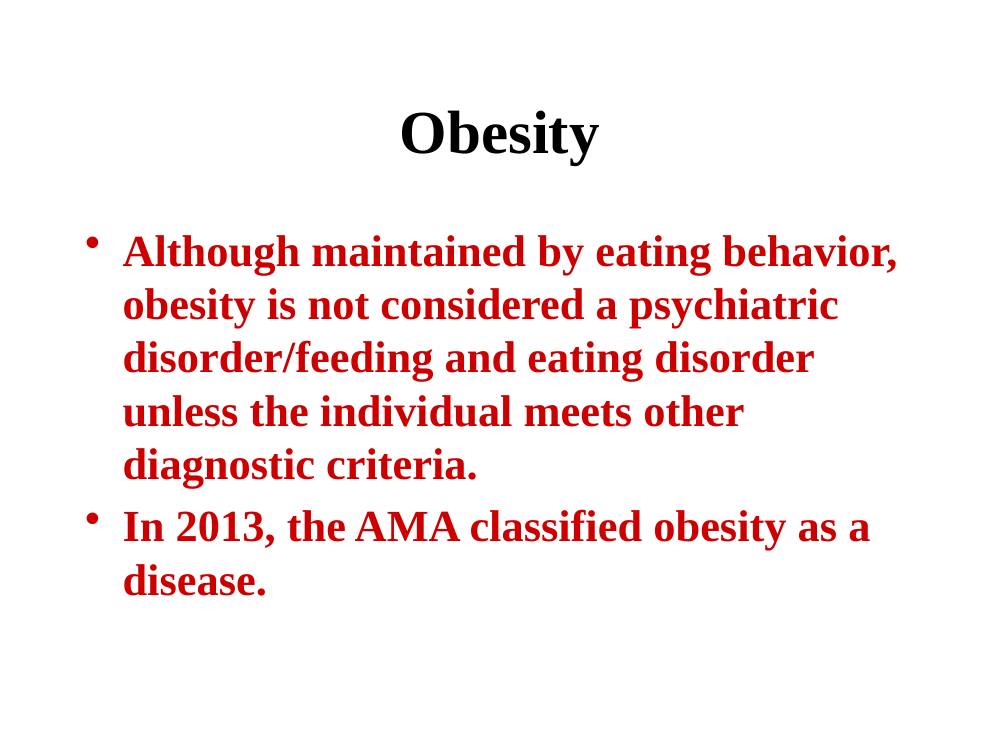 Obesity
• Although maintained by eating behavior,
obesity is not considered a psychiatric
disorder/feeding and eating disorder
unless the individual meets other
diagnostic criteria.
• In 2013, the AMA classified obesity as a
disease.